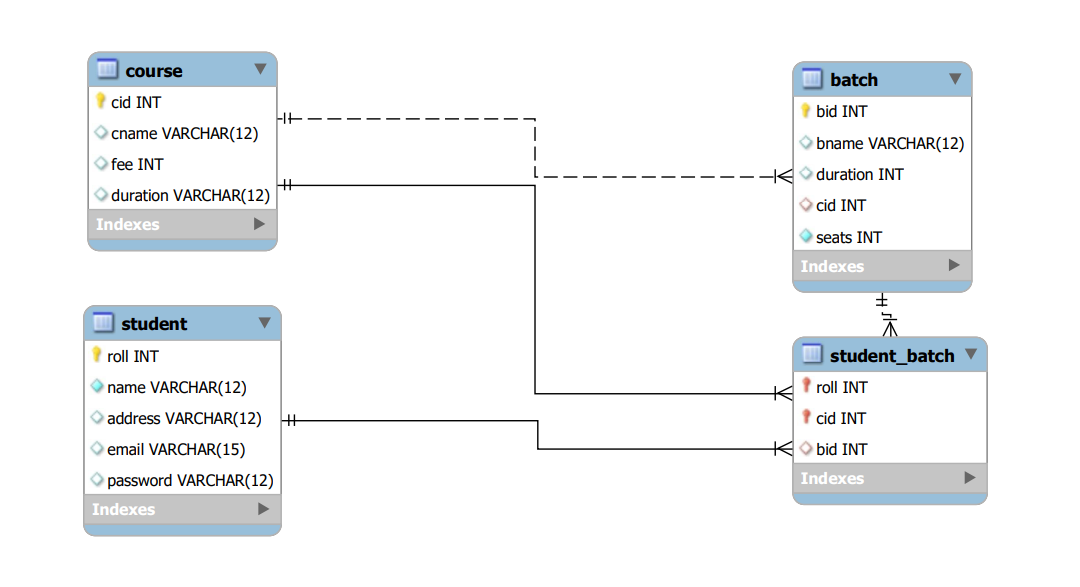 course
cid INT
cname VARCHAR(12)
fee INT
duration VARCHAR(12)
Indexes
batch
bid INT
bname VARCHAR(12)
duration INT
cid INT
seats INT
Indexes
student
roll INT
name VARCHAR(12)
address VARCHAR(12)
email VARCHAR(15)
password VARCHAR(12)
Indexes
student_batch
roll INT
cid INT
bid INT
Indexes